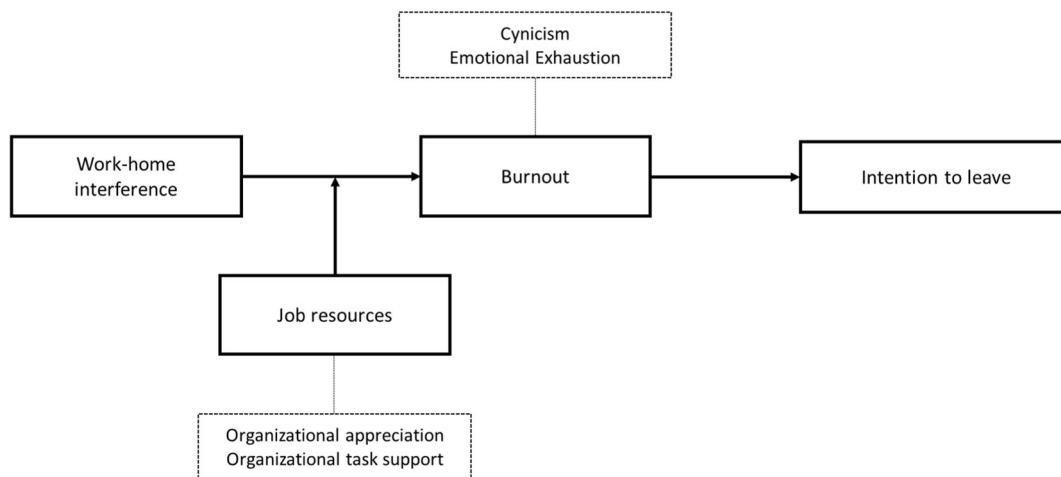 Cynicism
Emotional Exhaustion
Work-home
interference
Burnout
Intention to leave
Job resources
Organizational appreciation
Organizational task support